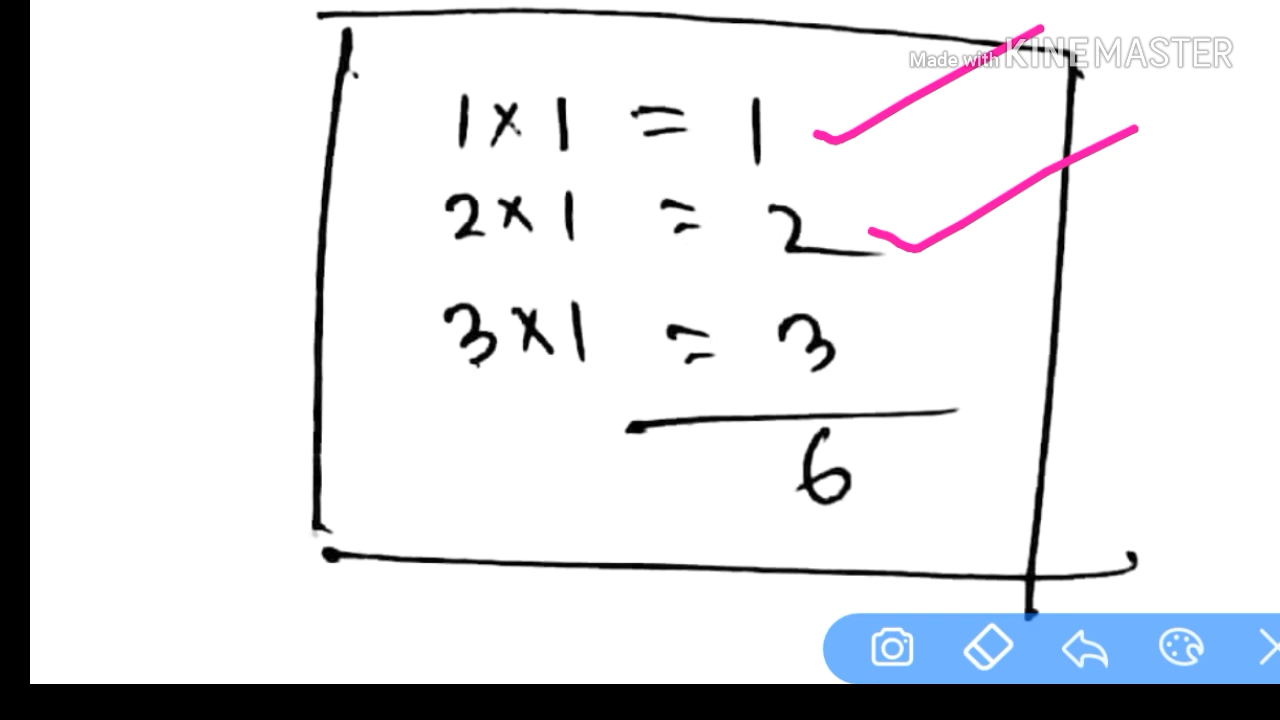 Made with KINEMASTER
1 × 1 = 1
2 × 1 = 2
3 × 1 = 3
6